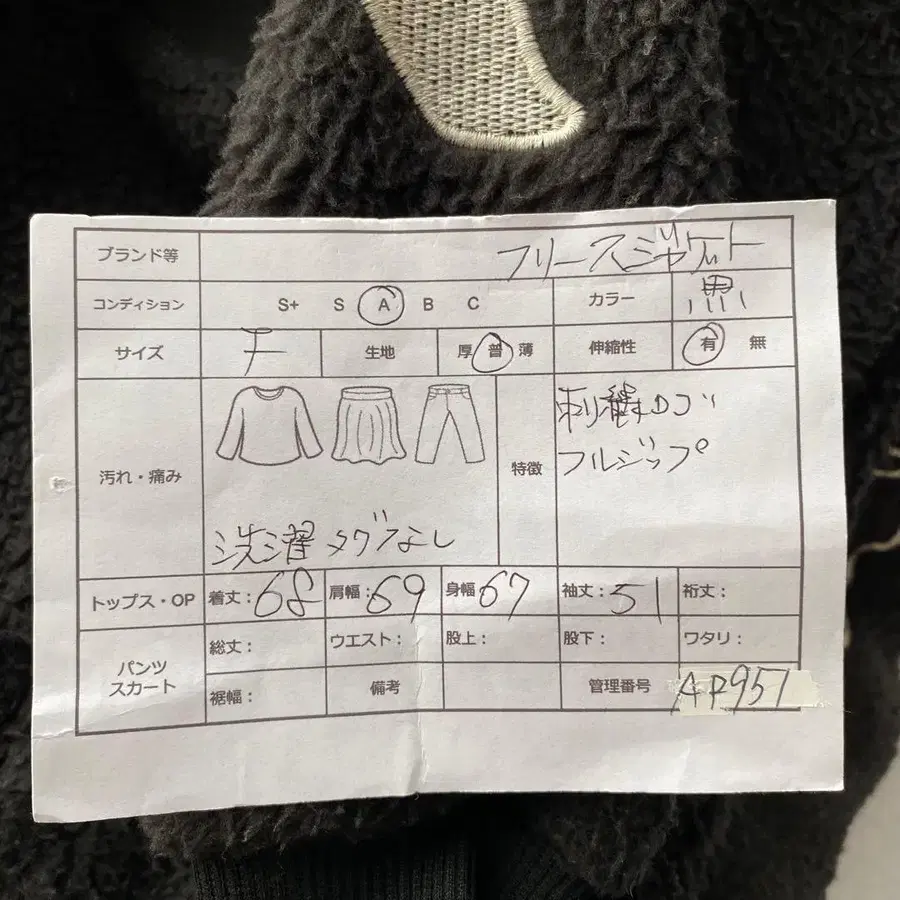 ブランド等 フリースジャケット
コンディション S+ S A B C カラー 黒
サイズ F 生地 厚 普 薄 伸縮性 有 無
汚れ・痛み 洗濯タグなし
特徴 刺繍ロゴ
フルジップ
トップス・OP 着丈:68 肩幅:69 身幅:67 袖丈:51 裄丈:
パンツ
スカート
総丈: ウエスト: 股上: 股下: ワタリ:
裾幅: 備考 管理番号 AP957